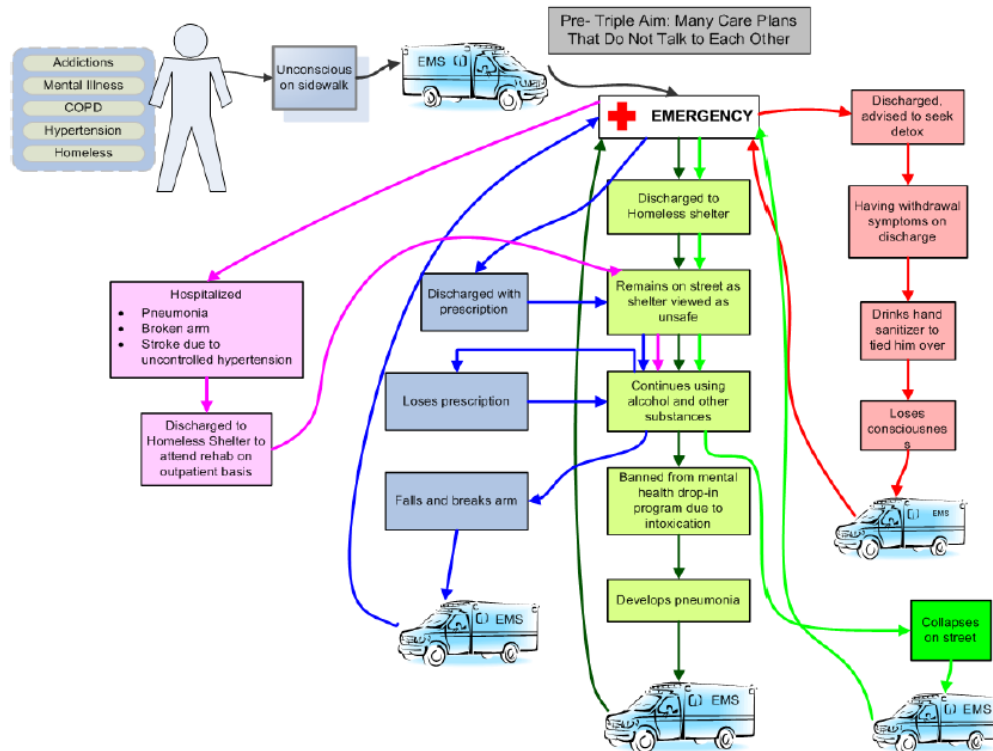 Pre- Triple Aim: Many Care Plans
That Do Not Talk to Each Other
Addictions
Mental Illness
COPD
Hypertension
Homeless
Unconscious
on sidewalk
EMS
EMERGENCY
Discharged,
advised to seek
detox
Discharged to
Homeless shelter
Having withdrawal
symptoms on
discharge
Hospitalized
• Pneumonia
• Broken arm
• Stroke due to
uncontrolled hypertension
Discharged with
prescription
Remains on street as
shelter viewed as
unsafe
Drinks hand
sanitizer to
tied him over
Loses prescription
Continues using
alcohol and other
substances
Loses
consciousnes
s
Discharged to
Homeless Shelter to
attend rehab on
outpatient basis
Falls and breaks arm
Banned from mental
health drop-in
program due to
intoxication
EMS
Develops pneumonia
EMS
Collapses
on street
EMS
EMS